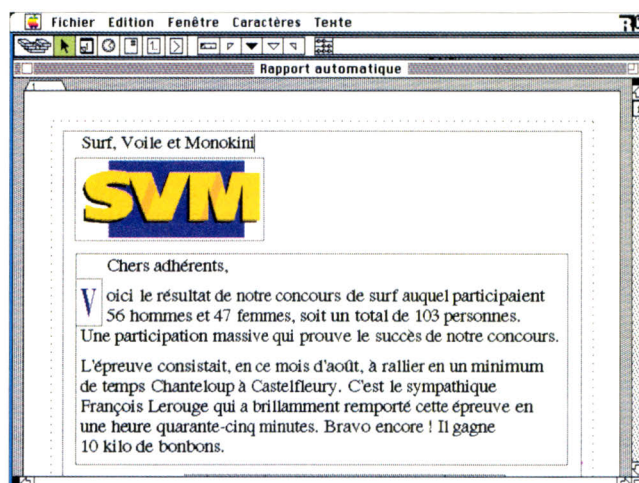 Fichier Edition Fenêtre Caractères Texte
Rapport automatique
1
Surf, Voile et Monokini
SVM
Chers adhérents,
Voici le résultat de notre concours de surf auquel participaient
56 hommes et 47 femmes, soit un total de 103 personnes.
Une participation massive qui prouve le succès de notre concours.
L'épreuve consistait, en ce mois d'août, à rallier en un minimum
de temps Chanteloup à Castelfleury. C'est le sympathique
François Lerouge qui a brillamment remporté cette épreuve en
une heure quarante-cinq minutes. Bravo encore ! Il gagne
10 kilo de bonbons.